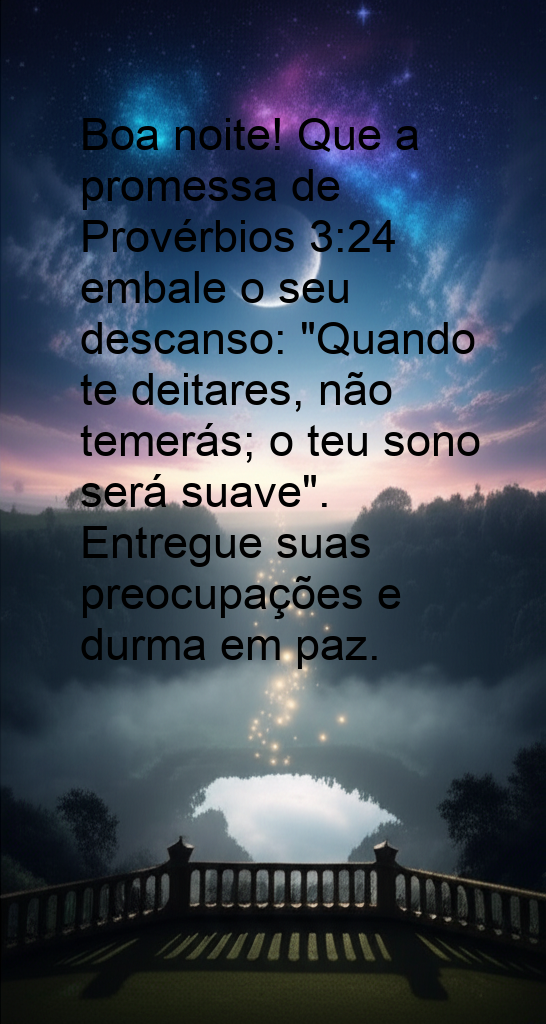 Boa noite! Que a
promessa de
Provérbios 3:24
embale o seu
descanso: "Quando
te deitares, não
temerás; o teu sono
será suave".
Entregue suas
preocupações e
durma em paz.